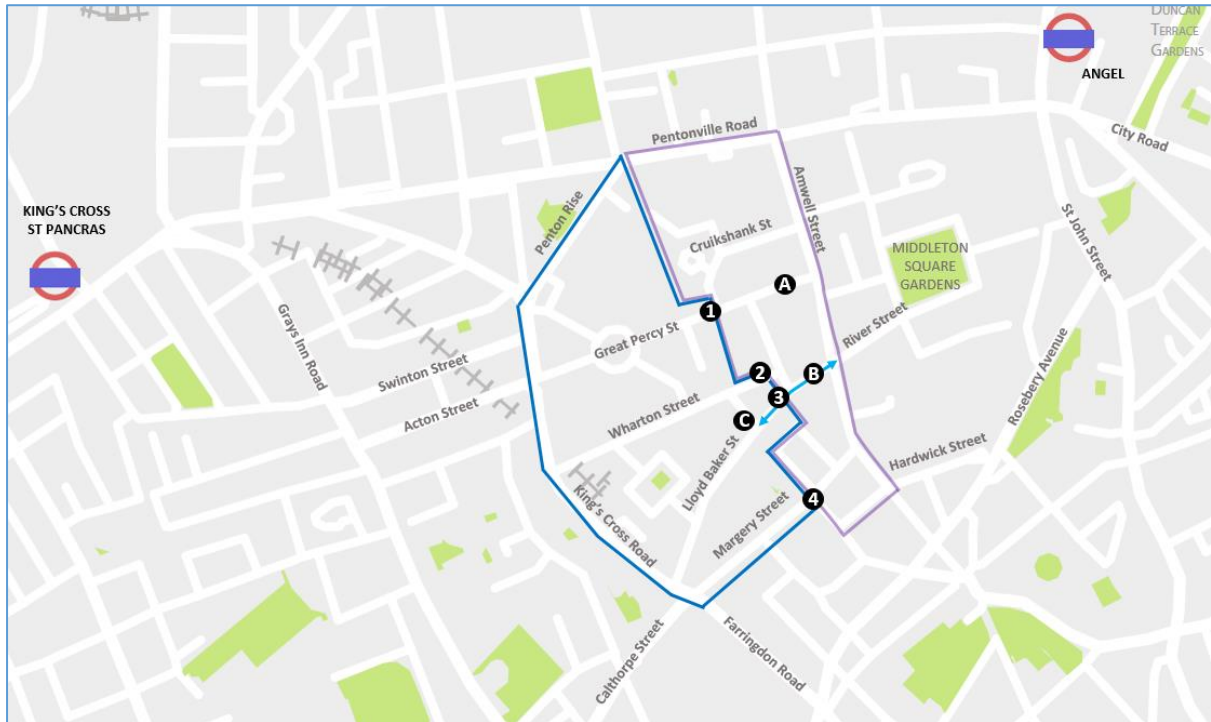 DUNCAN
TERRACE
GARDENS
ANGEL
City Road
Pentonville Road
Penton Rise
Amwell Street
St John Street
KING'S CROSS
ST PANCRAS
Cruikshank St
MIDDLETON
SQUARE
GARDENS
A
1
Grays Inn Road
Great Percy St
River Street
Swinton Street
2
B
Rosebery Avenue
3
Acton Street
Wharton Street
C
Lloyd Baker St
Hardwick Street
King's Cross Road
4
Margery Street
Calthorpe Street
Farringdon Road